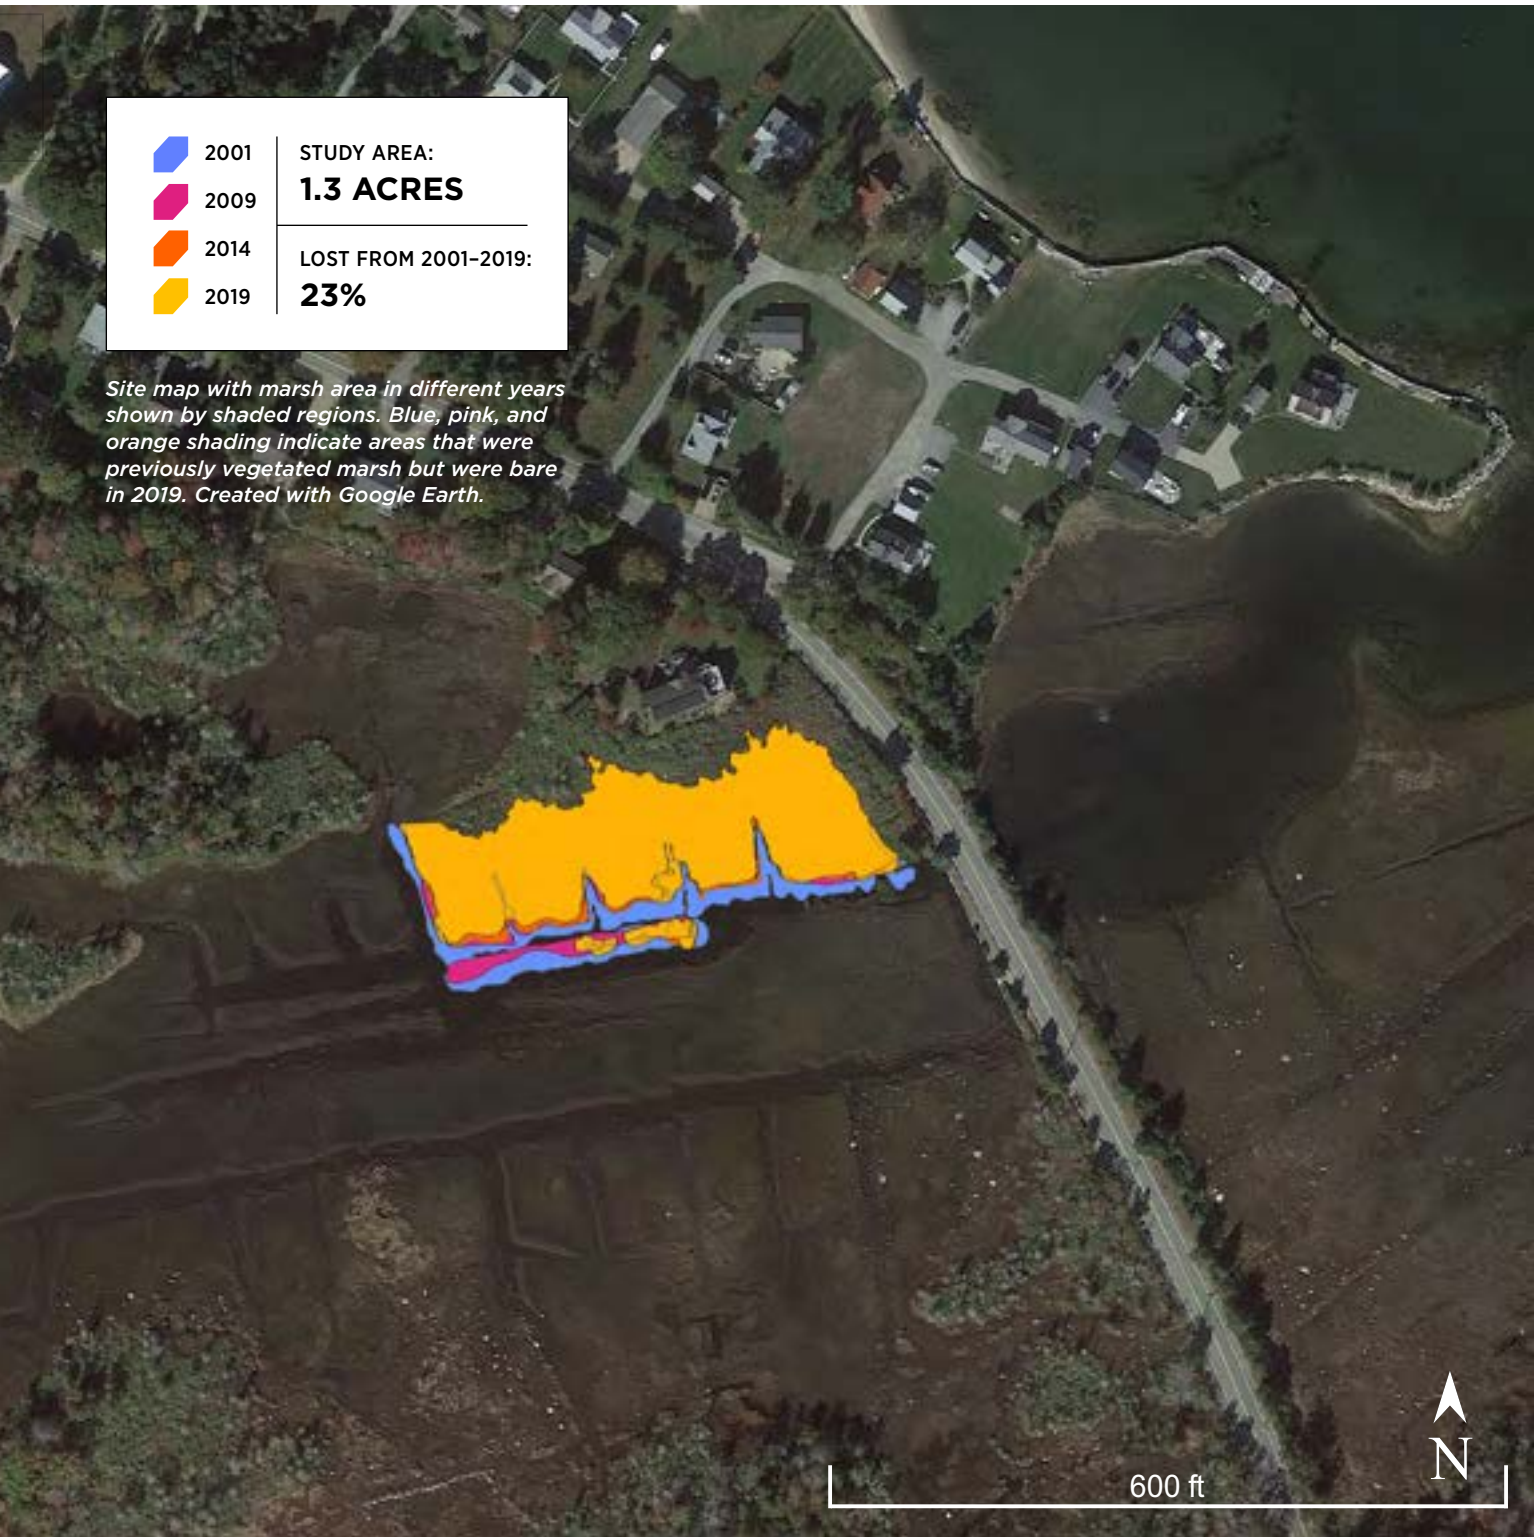 2001
2009
2014
2019
STUDY AREA:
1.3 ACRES
LOST FROM 2001–2019:
23%
Site map with marsh area in different years
shown by shaded regions. Blue, pink, and
orange shading indicate areas that were
previously vegetated marsh but were bare
in 2019. Created with Google Earth.
N
600 ft